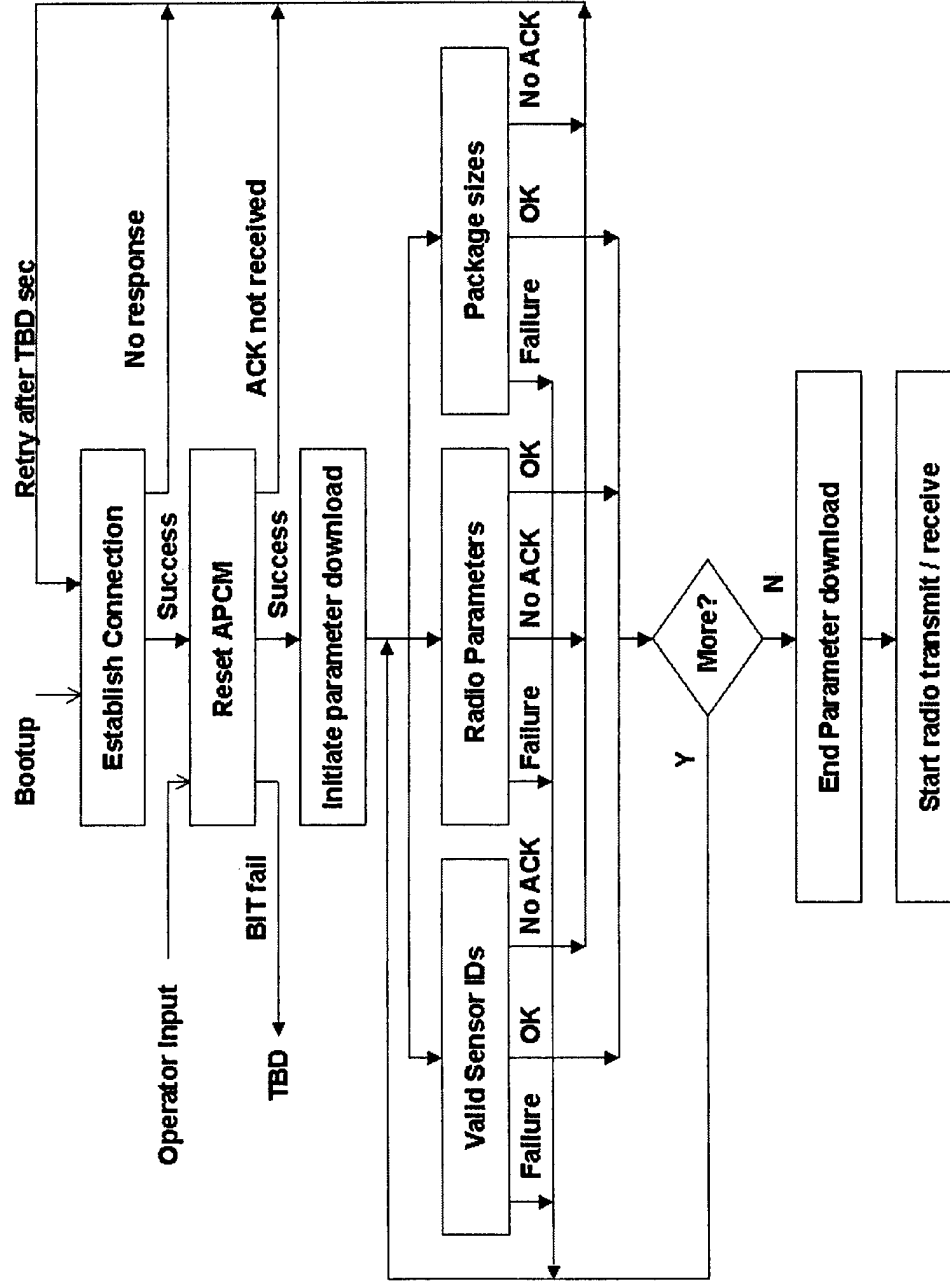 Retry after TBD sec
Bootup
Establish Connection
No response
Success
Operator Input
Reset APCM
ACK not received
BIT fail
Success
TBD
Initiate parameter download
Valid Sensor IDs
Radio Parameters
Package sizes
Failure
OK
No ACK
Failure
No ACK
OK
Failure
OK
No ACK
More?
Y
N
End Parameter download
Start radio transmit / receive